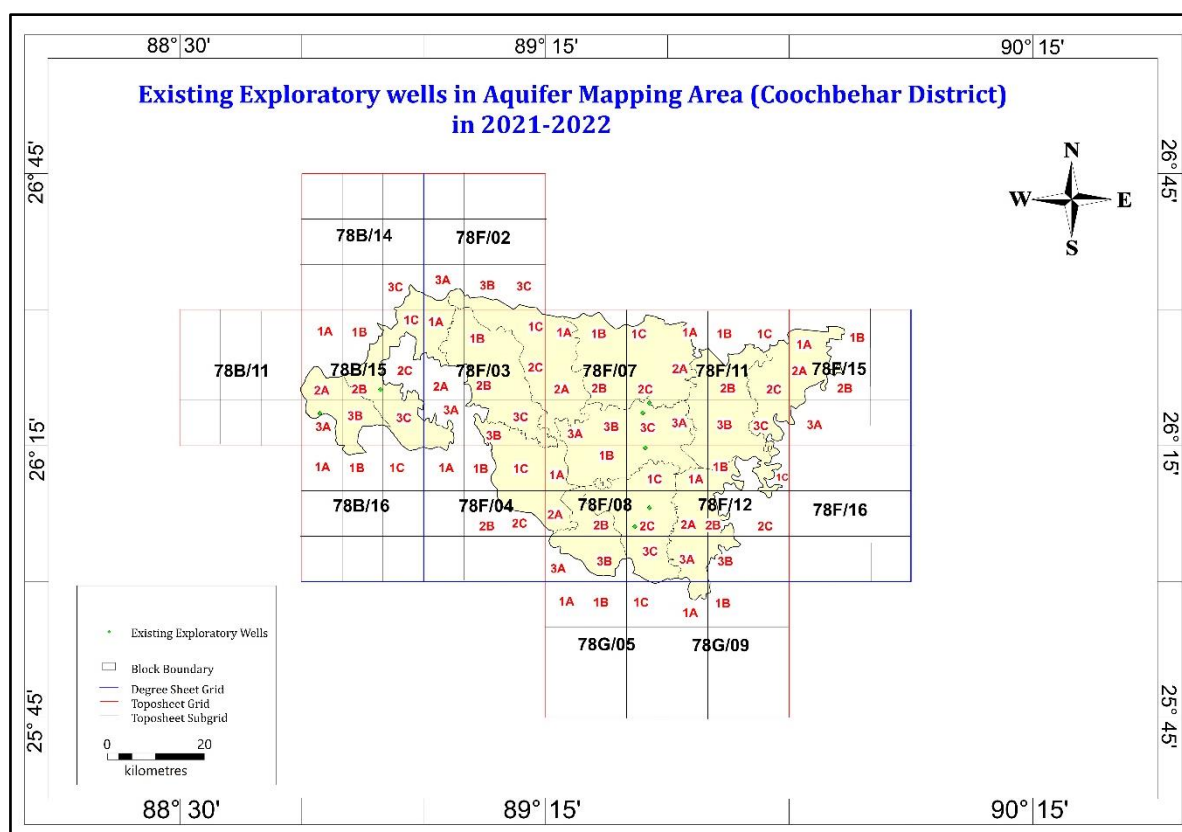 88° 30' 89° 15' 90° 15'
Existing Exploratory wells in Aquifer Mapping Area (Coochbehar District)
in 2021-2022
26° 45' 26° 45'
N
W E
S
78B/14 78F/02
3C 3A 3B 3C
1C 1A 1C
1A 1B 1B 1A 1B 1C 1A 1B 1C 1A 1B
78B/11 78B/15 2C 78F/03 2C 78F/07 2A 78F/11 2A 78F/15
2A 2B 2A 2B 2A 2B 2C 2B 2C 2B
3A 3B 3C 3A 3B 3C 3A 3B 3C 3A 3B 3C 3A
26° 15' 26° 15'
1A 1B 1C 1A 1B 1C 1A 1B 1C 1A 1B 1C
78B/16 78F/04 78F/08 78F/12 78F/16
2B 2C 2A 2B 2C 2A 2B 2C
3A 3B 3C 3A 3B
1A 1B 1C 1A 1B
78G/05 78G/09
Existing Exploratory Wells
Block Boundary
Degree Sheet Grid
Toposheet Grid
Toposheet Subgrid
0 20
kilometres
25° 45' 25° 45'
88° 30' 89° 15' 90° 15'